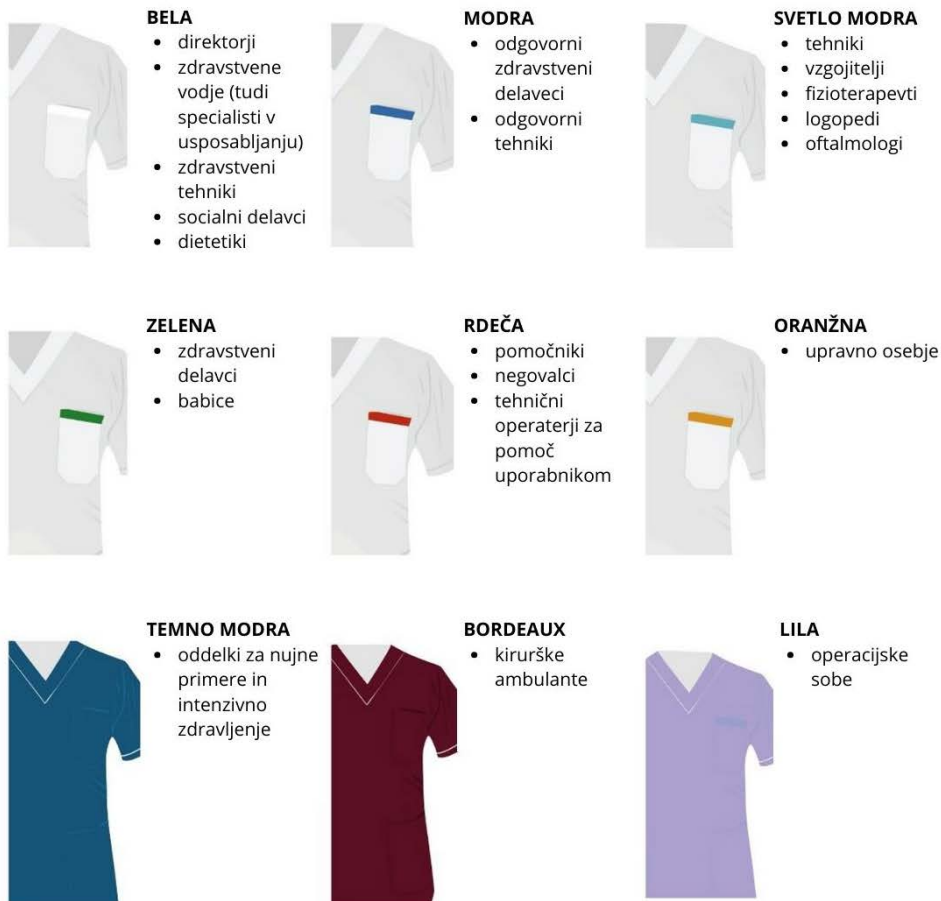 BELA
direktorji
zdravstvene
vodje (tudi
specialisti v
usposabljanju)
zdravstveni
tehniki
socialni delavci
dietetiki
MODRA
odgovorni
zdravstveni
delaveci
odgovorni
tehniki
SVETLO MODRA
tehniki
vzgojitelji
fizioterapevti
logopedi
oftalmologi
ZELENA
zdravstveni
delavci
babice
RDEČA
pomočniki
negovalci
tehnični
operaterji za
pomoč
uporabnikom
ORANŽNA
upravno osebje
TEMNO MODRA
oddelki za nujne
primere in
intenzivno
zdravljenje
BORDEAUX
kirurške
ambulante
LILA
operacijske
sobe